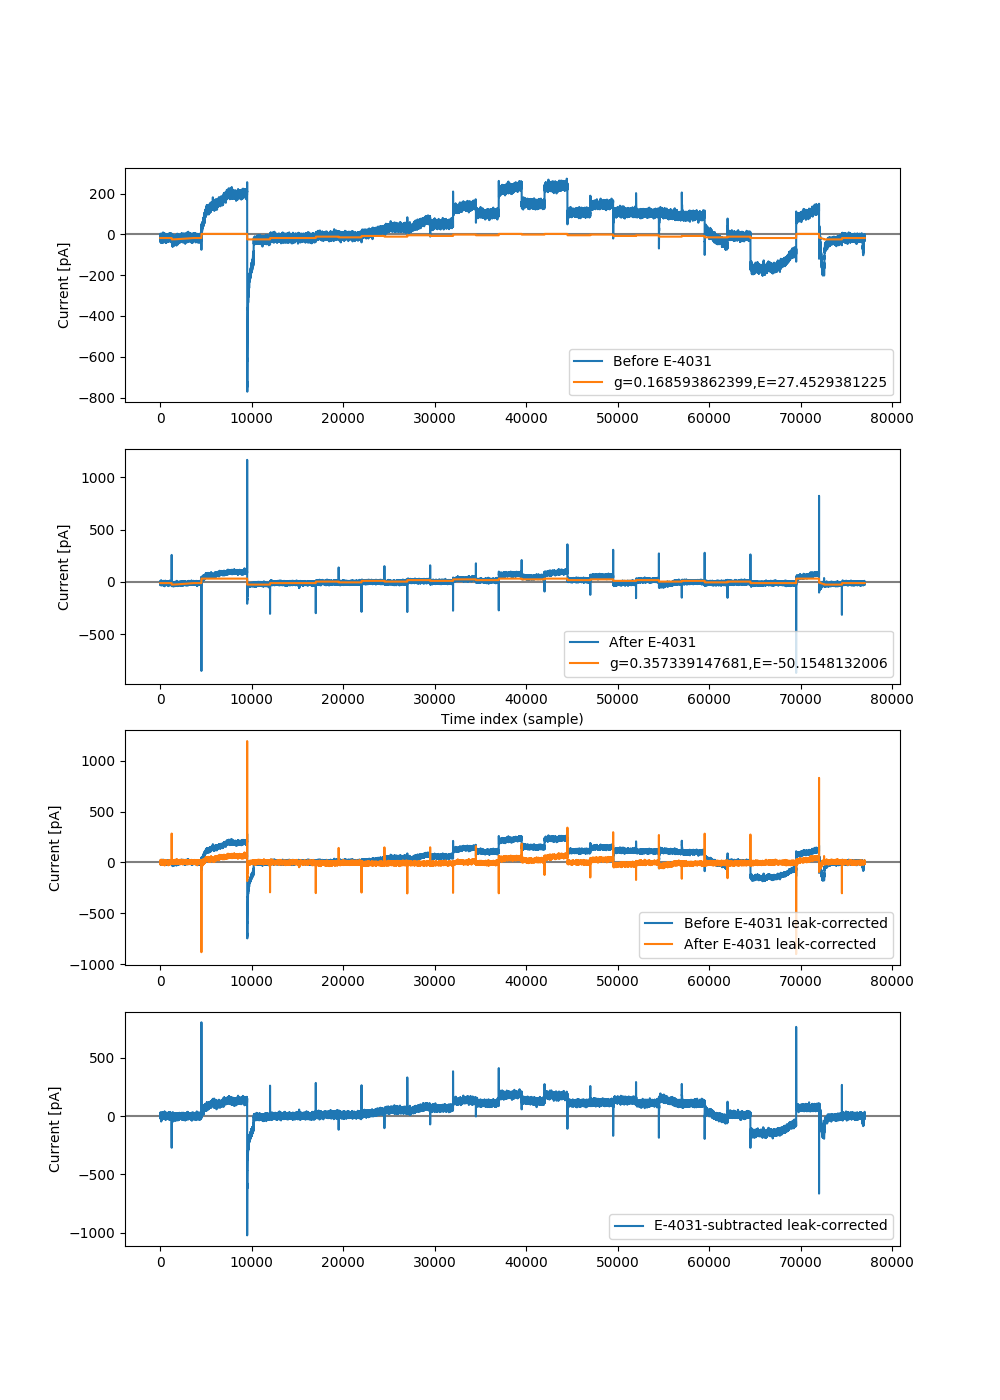 200
0
−200
−400
−600
−800
Current [pA]
Before E-4031
g=0.168593862399,E=27.4529381225
0 10000 20000 30000 40000 50000 60000 70000 80000
1000
500
0
−500
Current [pA]
After E-4031
g=0.357339147681,E=-50.1548132006
0 10000 20000 30000 40000 50000 60000 70000 80000
Time index (sample)
1000
500
0
−500
−1000
Current [pA]
Before E-4031 leak-corrected
After E-4031 leak-corrected
0 10000 20000 30000 40000 50000 60000 70000 80000
500
0
−500
−1000
Current [pA]
E-4031-subtracted leak-corrected
0 10000 20000 30000 40000 50000 60000 70000 80000